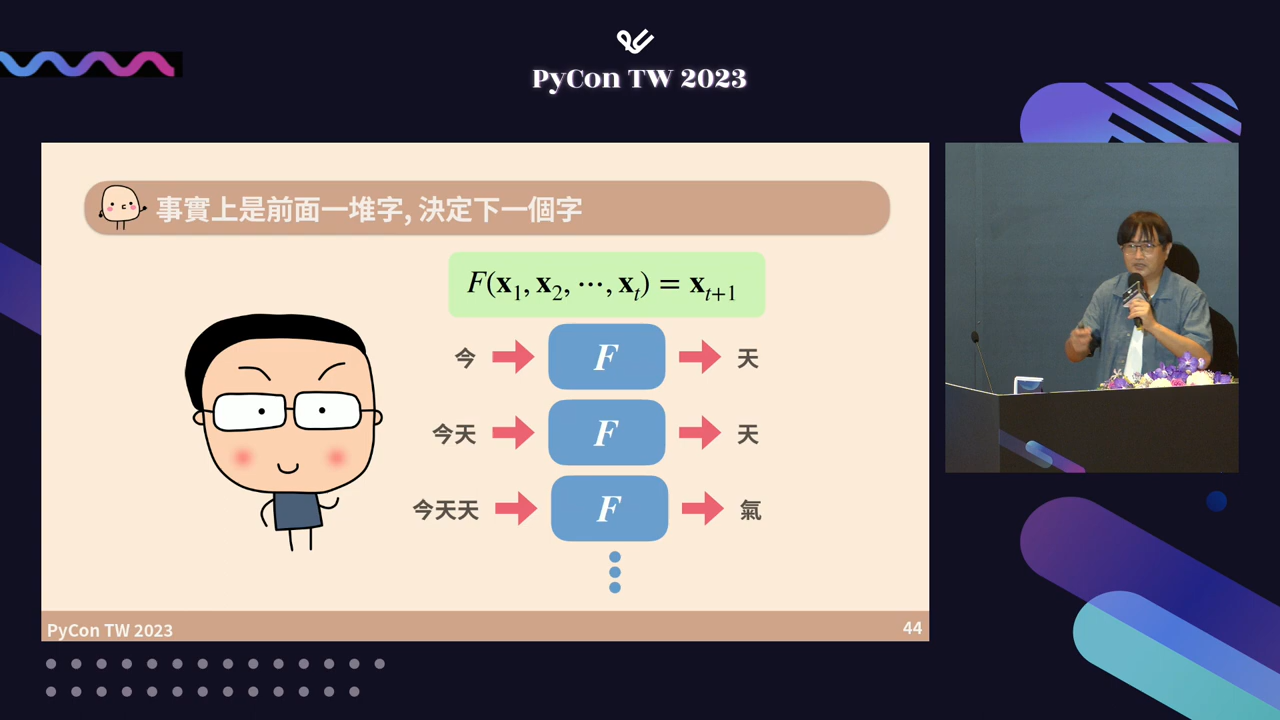 PyCon TW 2023
事實上是前面一堆字, 決定下一個字
F(x₁, x₂, ⋯, xₜ) = xₜ₊₁
今 F 天
今天 F 天
今天天 F 氣
PyCon TW 2023 44